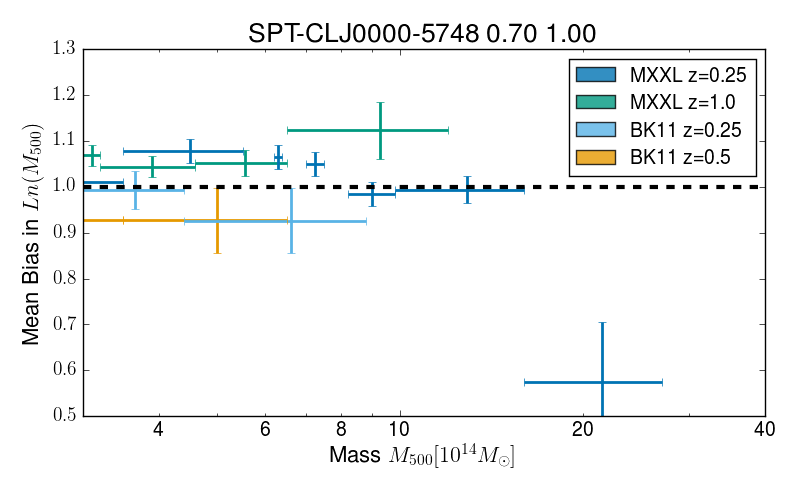 SPT-CLJ0000-5748 0.70 1.00
1.3
1.2
1.1
1.0
0.9
0.8
0.7
0.6
0.5
Mean Bias in Ln(M500)
MXXL z=0.25
MXXL z=1.0
BK11 z=0.25
BK11 z=0.5
4 6 8 10 20 40
Mass M500[10^14M⊙]